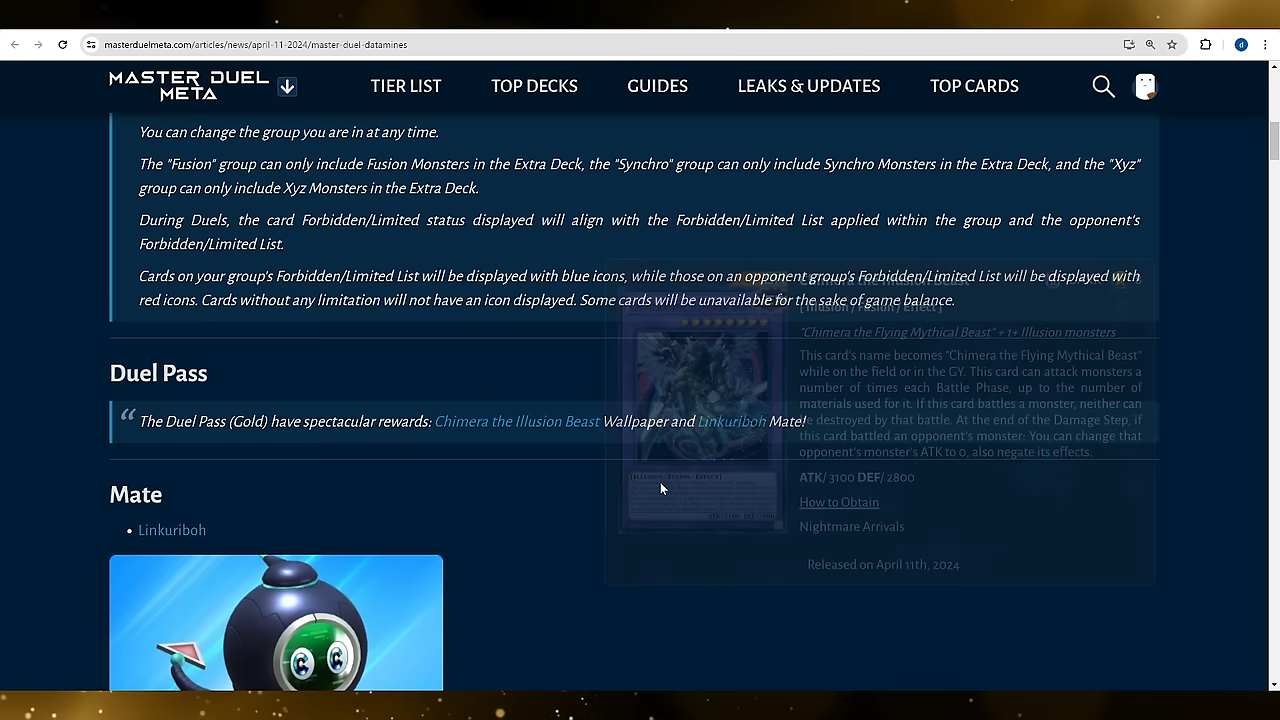 masterduelmeta.com/articles/news/april-11-2024/master-duel-datamines
d
MASTER DUEL
META
TIER LIST
TOP DECKS
GUIDES
LEAKS & UPDATES
TOP CARDS
You can change the group you are in at any time.
The "Fusion" group can only include Fusion Monsters in the Extra Deck, the "Synchro" group can only include Synchro Monsters in the Extra Deck, and the "Xyz"
group can only include Xyz Monsters in the Extra Deck.
During Duels, the card Forbidden/Limited status displayed will align with the Forbidden/Limited List applied within the group and the opponent's
Forbidden/Limited List.
Cards on your group's Forbidden/Limited List will be displayed with blue icons, while those on an opponent group's Forbidden/Limited List will be displayed with
red icons. Cards without any limitation will not have an icon displayed. Some cards will be unavailable for the sake of game balance.
Chimera the Illusion Beast
[ Illusion / Fusion / Effect ]
"Chimera the Flying Mythical Beast" + 1+ Illusion monsters
This card's name becomes "Chimera the Flying Mythical Beast"
while on the field or in the GY. This card can attack monsters a
number of times each Battle Phase, up to the number of
materials used for it. If this card battles a monster, neither can
be destroyed by that battle. At the end of the Damage Step, if
this card battled an opponent's monster: You can change that
opponent's monster's ATK to 0, also negate its effects.
ATK/ 3100 DEF/ 2800
How to Obtain
Nightmare Arrivals
Released on April 11th, 2024
[ILLUSION/FUSION/EFFECT]
ATK/3100 DEF/2800
Duel Pass
“ The Duel Pass (Gold) have spectacular rewards: Chimera the Illusion Beast Wallpaper and Linkuriboh Mate!
Mate
• Linkuriboh